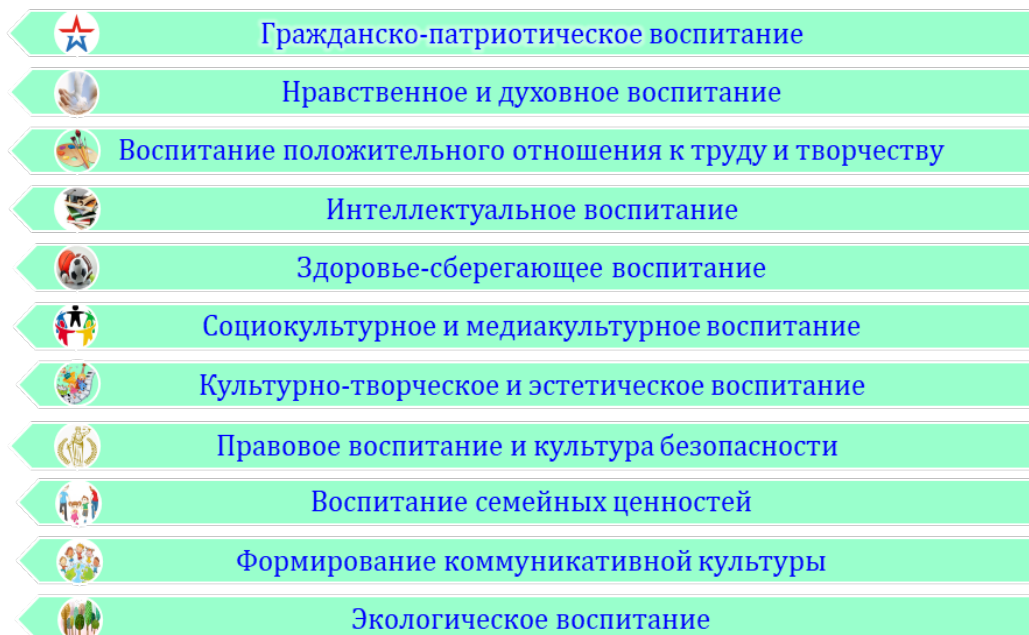 Гражданско-патриотическое воспитание
Нравственное и духовное воспитание
Воспитание положительного отношения к труду и творчеству
Интеллектуальное воспитание
Здоровье-сберегающее воспитание
Социокультурное и медиакультурное воспитание
Культурно-творческое и эстетическое воспитание
Правовое воспитание и культура безопасности
Воспитание семейных ценностей
Формирование коммуникативной культуры
Экологическое воспитание